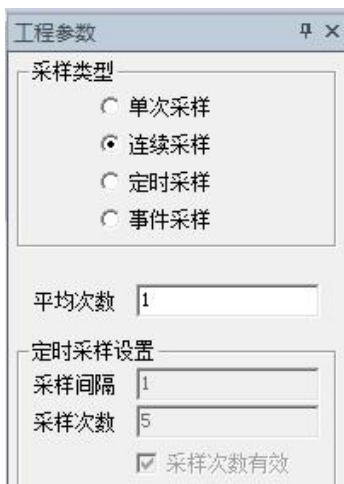 工程参数
采样类型
单次采样
连续采样
定时采样
事件采样
平均次数 1
定时采样设置
采样间隔 1
采样次数 5
采样次数有效